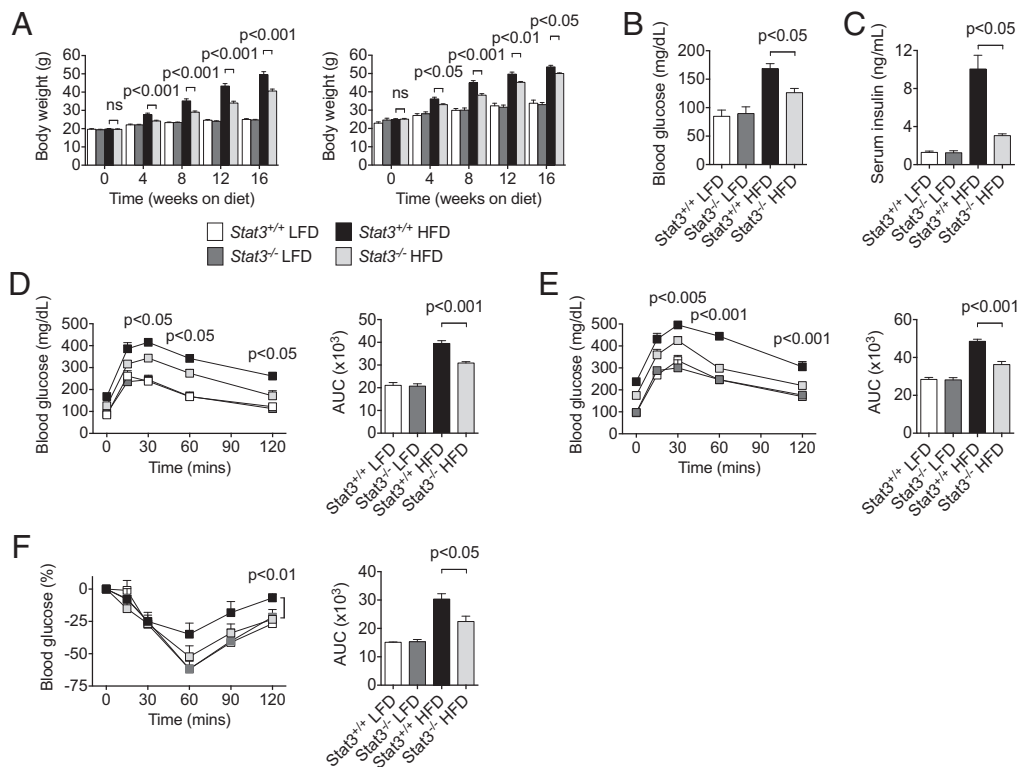 A
Body weight (g)
60
50
40
30
20
10
0
ns
p<0.001
p<0.001
p<0.001
p<0.001
0 4 8 12 16
Time (weeks on diet)
Body weight (g)
60
50
40
30
20
10
0
ns
p<0.05
p<0.001
p<0.01
p<0.05
0 4 8 12 16
Time (weeks on diet)
Stat3+/+ LFD
Stat3+/+ HFD
Stat3-/- LFD
Stat3-/- HFD
B
Blood glucose (mg/dL)
200
150
100
50
0
p<0.05
Stat3+/+ LFD
Stat3-/- LFD
Stat3+/+ HFD
Stat3-/- HFD
C
Serum insulin (ng/mL)
12
8
4
0
p<0.05
Stat3+/+ LFD
Stat3-/- LFD
Stat3+/+ HFD
Stat3-/- HFD
D
Blood glucose (mg/dL)
500
400
300
200
100
0
p<0.05
p<0.05
p<0.05
0 30 60 90 120
Time (mins)
AUC (x103)
50
40
30
20
10
0
p<0.001
Stat3+/+ LFD
Stat3-/- LFD
Stat3+/+ HFD
Stat3-/- HFD
E
Blood glucose (mg/dL)
500
400
300
200
100
0
p<0.005
p<0.001
p<0.001
0 30 60 90 120
Time (mins)
AUC (x103)
60
40
20
0
p<0.001
Stat3+/+ LFD
Stat3-/- LFD
Stat3+/+ HFD
Stat3-/- HFD
F
Blood glucose (%)
0
-25
-50
-75
p<0.01
0 30 60 90 120
Time (mins)
AUC (x103)
40
30
20
10
0
p<0.05
Stat3+/+ LFD
Stat3-/- LFD
Stat3+/+ HFD
Stat3-/- HFD